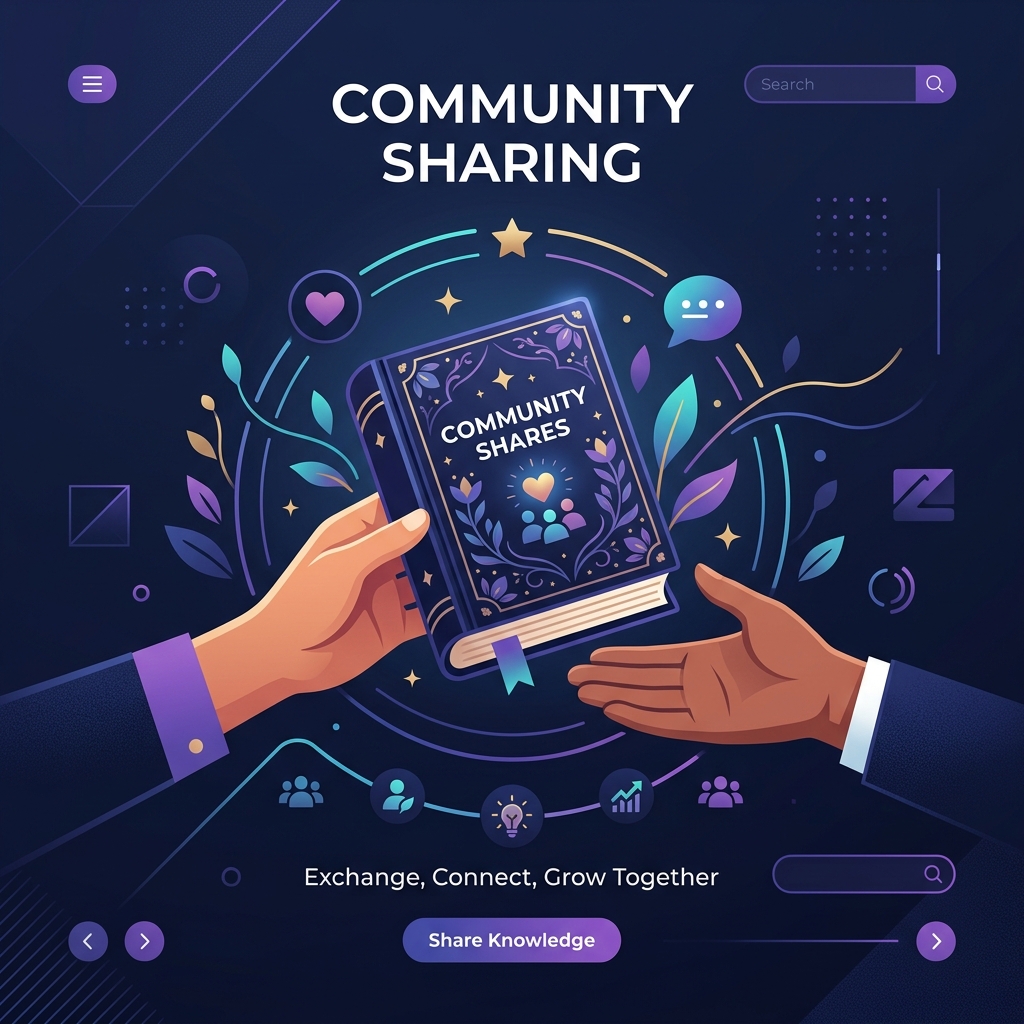 COMMUNITY
SHARING
Search
COMMUNITY
SHARES
Exchange, Connect, Grow Together
Share Knowledge